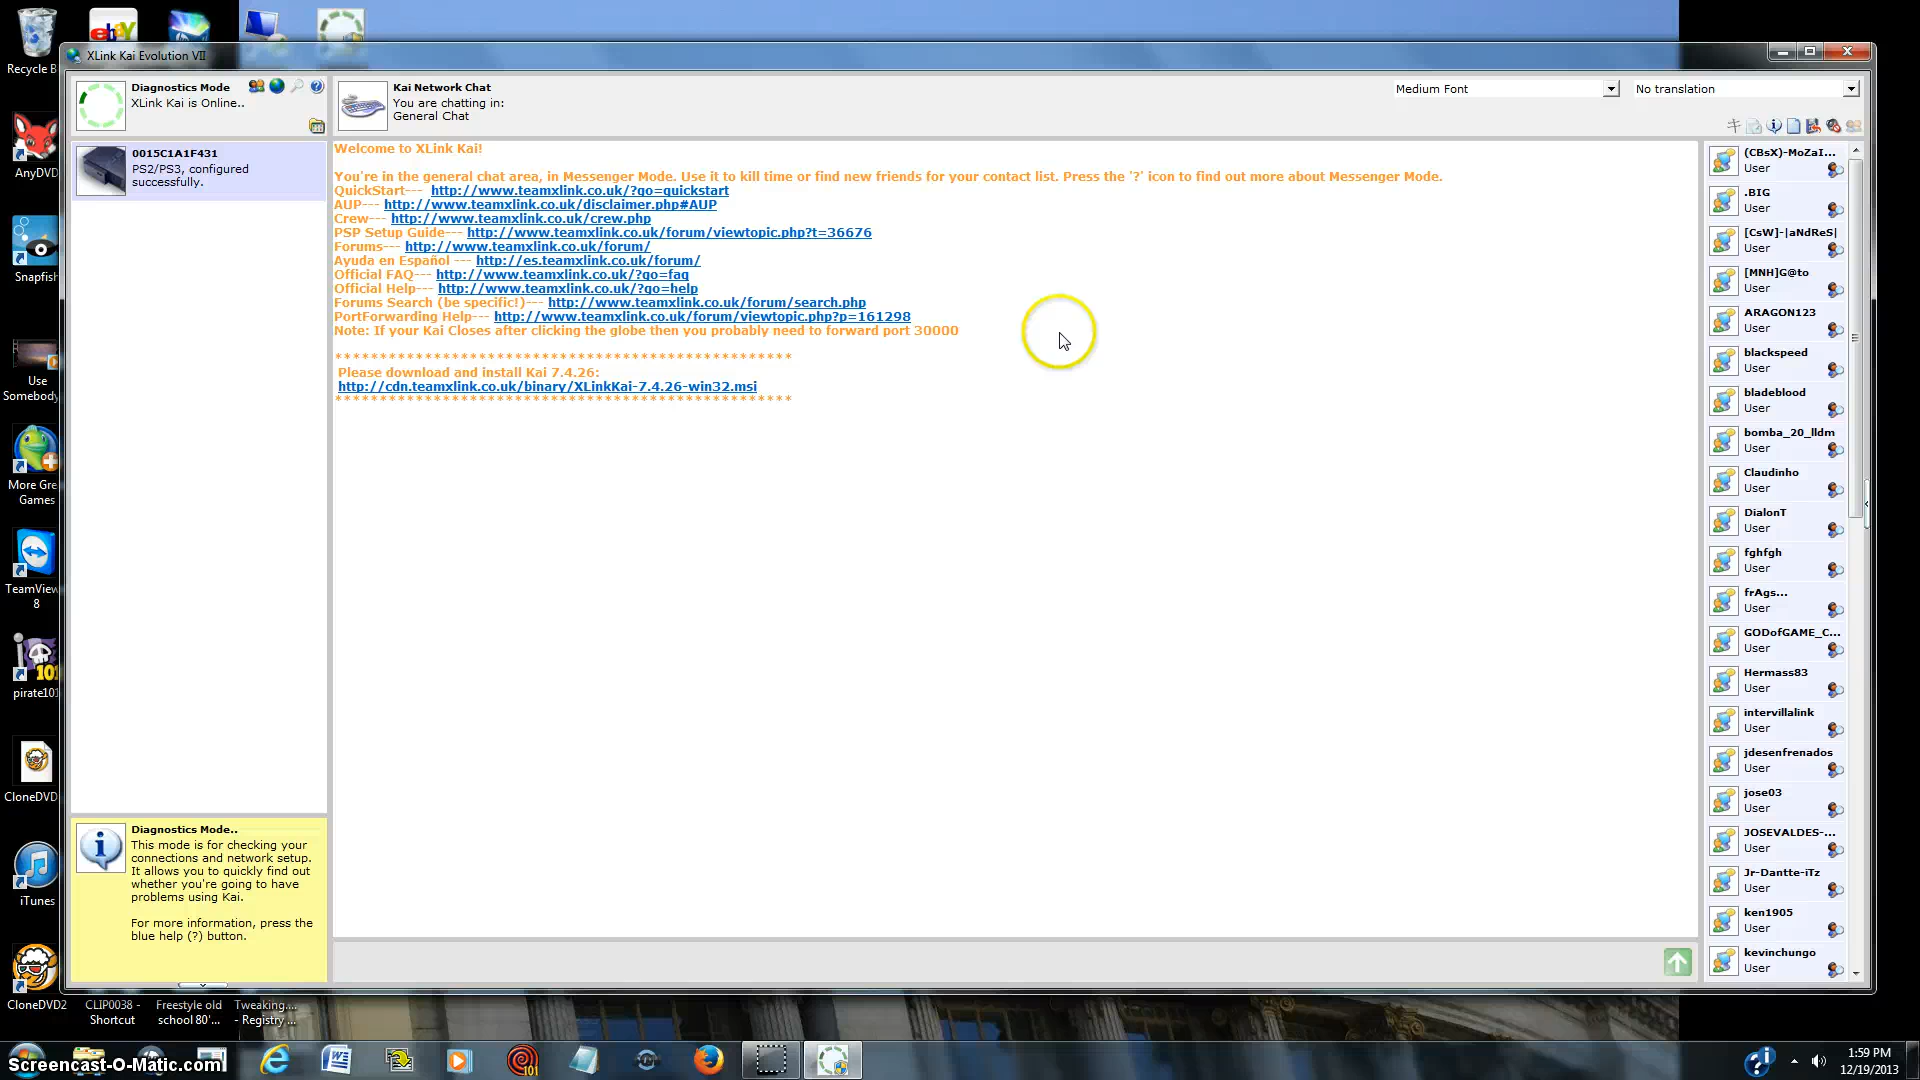 Recycle B
AnyDVD
Snapfish
Use
Somebody
More Gre
Games
TeamView
8
pirate101
CloneDVD
iTunes
CloneDVD2
CLIP0038 -
Shortcut
Freestyle old
school 80'...
Tweaking....
- Registry ...
XLink Kai Evolution VII
Diagnostics Mode
XLink Kai is Online..
0015C1A1F431
PS2/PS3, configured
successfully.
Diagnostics Mode..
This mode is for checking your
connections and network setup.
It allows you to quickly find out
whether you're going to have
problems using Kai.
For more information, press the
blue help (?) button.
Kai Network Chat
You are chatting in:
General Chat
Medium Font
No translation
Welcome to XLink Kai!
You're in the general chat area, in Messenger Mode. Use it to kill time or find new friends for your contact list. Press the '?' icon to find out more about Messenger Mode.
QuickStart--- http://www.teamxlink.co.uk/?go=quickstart
AUP--- http://www.teamxlink.co.uk/disclaimer.php#AUP
Crew--- http://www.teamxlink.co.uk/crew.php
PSP Setup Guide--- http://www.teamxlink.co.uk/forum/viewtopic.php?t=36676
Forums--- http://www.teamxlink.co.uk/forum/
Ayuda en Español --- http://es.teamxlink.co.uk/forum/
Official FAQ--- http://www.teamxlink.co.uk/?go=faq
Official Help--- http://www.teamxlink.co.uk/?go=help
Forums Search (be specific!)--- http://www.teamxlink.co.uk/forum/search.php
PortForwarding Help--- http://www.teamxlink.co.uk/forum/viewtopic.php?p=161298
Note: If your Kai Closes after clicking the globe then you probably need to forward port 30000
**************************************************
Please download and install Kai 7.4.26:
http://cdn.teamxlink.co.uk/binary/XLinkKai-7.4.26-win32.msi
**************************************************
(CBsX)-MoZaI...
User
.BIG
User
[CsW]-|aNdReS|
User
[MNH]G@to
User
ARAGON123
User
blackspeed
User
bladeblood
User
bomba_20_lldm
User
Claudinho
User
DialonT
User
fghfgh
User
frAgs...
User
GODofGAME_C...
User
Hermass83
User
intervillalink
User
jdesenfrenados
User
jose03
User
JOSEVALDES-...
User
Jr-Dantte-iTz
User
ken1905
User
kevinchungo
User
Screencast-O-Matic.com
1:59 PM
12/19/2013